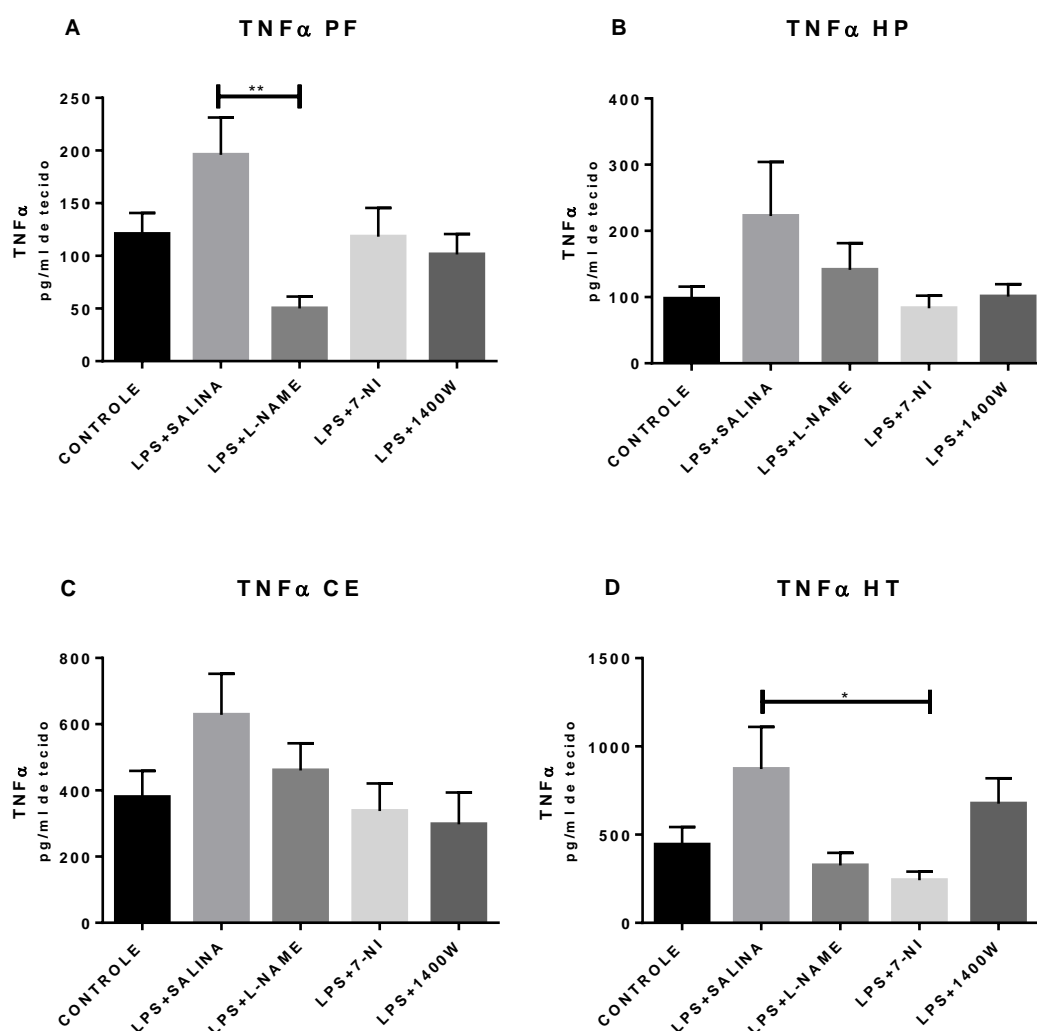 A
TNFα PF
TNFα
pg/ml de tecido
250
200
150
100
50
0
**
CONTROLE
LPS+SALINA
LPS+L-NAME
LPS+7-NI
LPS+1400W
B
TNFα HP
TNFα
pg/ml de tecido
400
300
200
100
0
CONTROLE
LPS+SALINA
LPS+L-NAME
LPS+7-NI
LPS+1400W
C
TNFα CE
TNFα
pg/ml de tecido
800
600
400
200
0
CONTROLE
LPS+SALINA
LPS+L-NAME
LPS+7-NI
LPS+1400W
D
TNFα HT
TNFα
pg/ml de tecido
1500
1000
500
0
*
CONTROLE
LPS+SALINA
LPS+L-NAME
LPS+7-NI
LPS+1400W